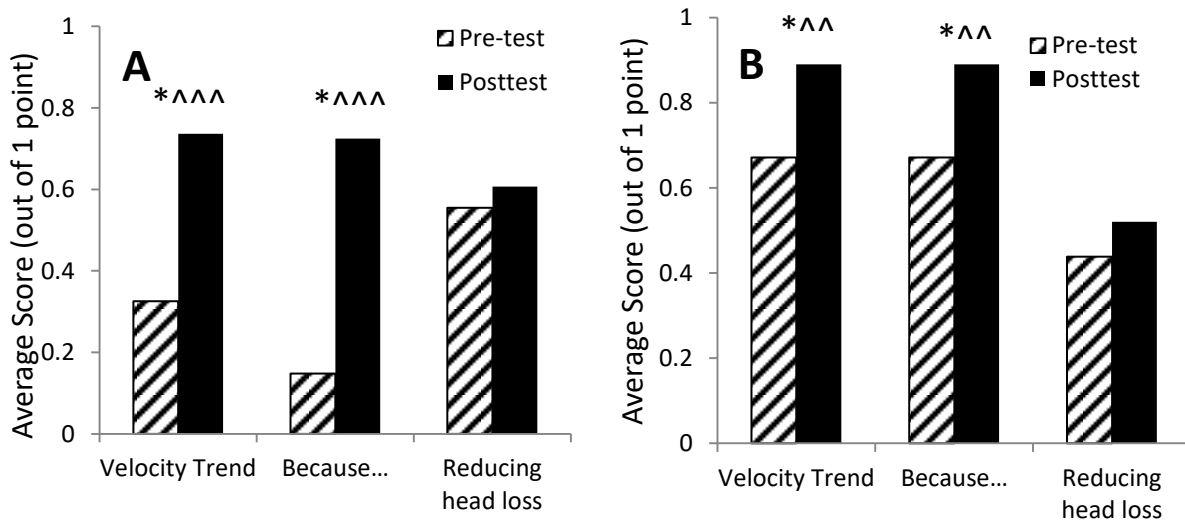 Average Score (out of 1 point)
1
0.8
0.6
0.4
0.2
0
A
Pre-test
Posttest
*^^^
*^^^
Velocity Trend
Because...
Reducing
head loss
Average Score (out of 1 point)
1
0.8
0.6
0.4
0.2
0
B
*^^
*^^
Pre-test
Posttest
Velocity Trend
Because...
Reducing
head loss